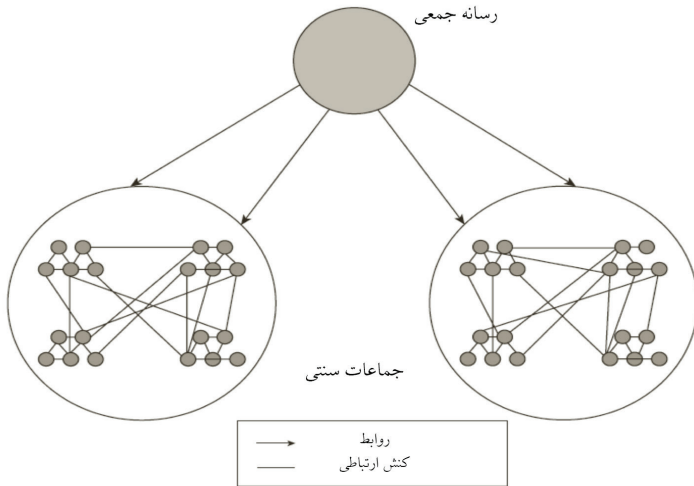 رسانه جمعی
جماعات سنتی
روابط
کنش ارتباطی